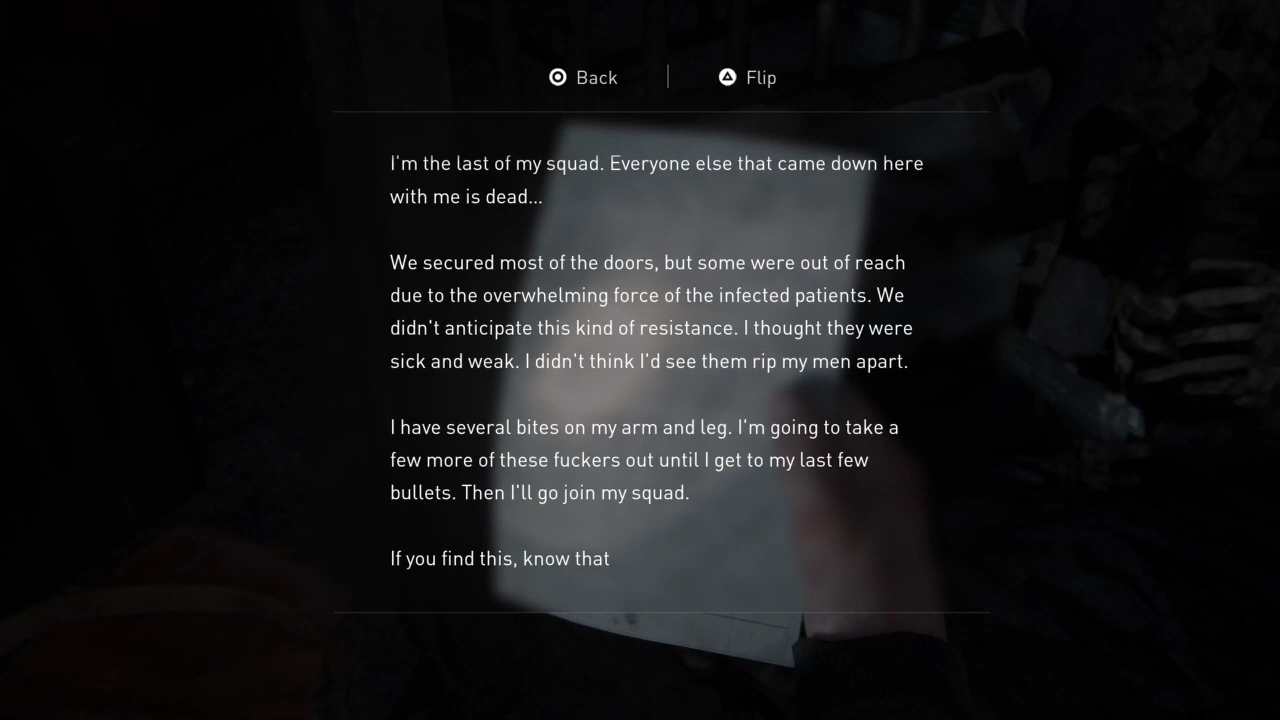 Back
Flip
I'm the last of my squad. Everyone else that came down here
with me is dead...
We secured most of the doors, but some were out of reach
due to the overwhelming force of the infected patients. We
didn't anticipate this kind of resistance. I thought they were
sick and weak. I didn't think I'd see them rip my men apart.
I have several bites on my arm and leg. I'm going to take a
few more of these fuckers out until I get to my last few
bullets. Then I'll go join my squad.
If you find this, know that